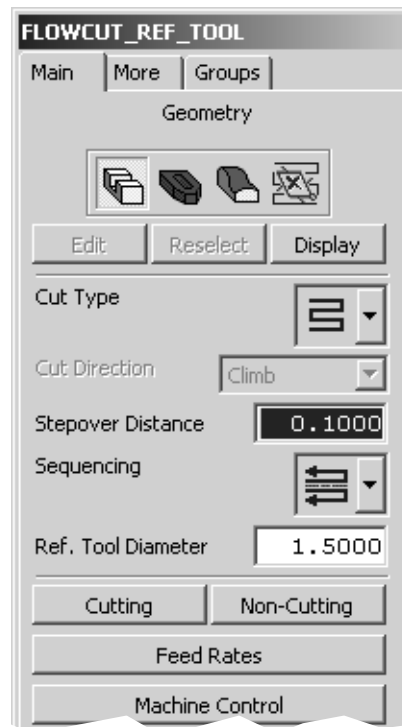 FLOWCUT_REF_TOOL
Main More Groups
Geometry
Edit Reselect Display
Cut Type
Cut Direction Climb
Stepover Distance 0.1000
Sequencing
Ref. Tool Diameter 1.5000
Cutting Non-Cutting
Feed Rates
Machine Control